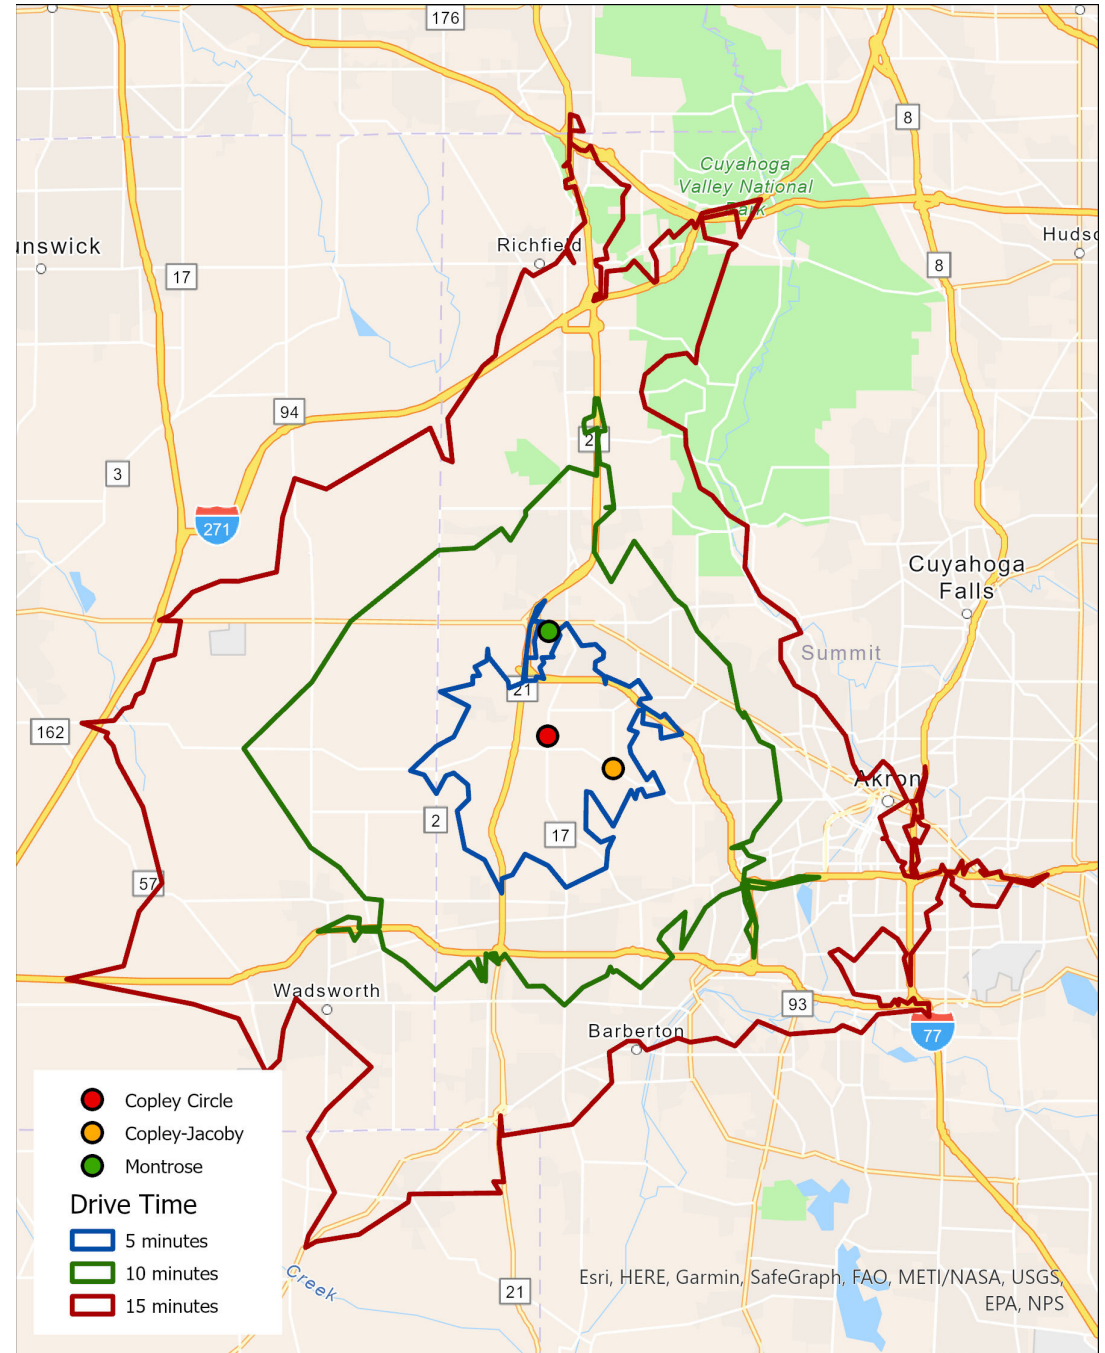 176
8
Cuyahoga
Valley National
Park
unswick
Richfield
Hudso
17
8
94
2
3
271
Cuyahoga
Falls
Summit
21
162
Akron
2
17
57
Wadsworth
93
Barberton
77
Copley Circle
Copley-Jacoby
Montrose
Drive Time
5 minutes
10 minutes
15 minutes
Creek
21
Esri, HERE, Garmin, SafeGraph, FAO, METI/NASA, USGS,
EPA, NPS